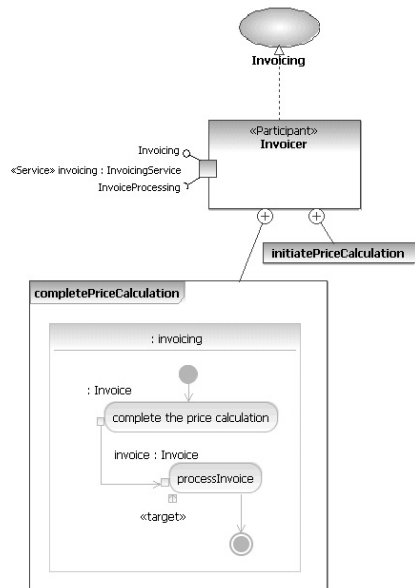 Invoicing
«Participant»
Invoicer
Invoicing
«Service» invoicing : InvoicingService
InvoiceProcessing
initiatePriceCalculation
completePriceCalculation
: invoicing
: Invoice
complete the price calculation
invoice : Invoice
processInvoice
«target»